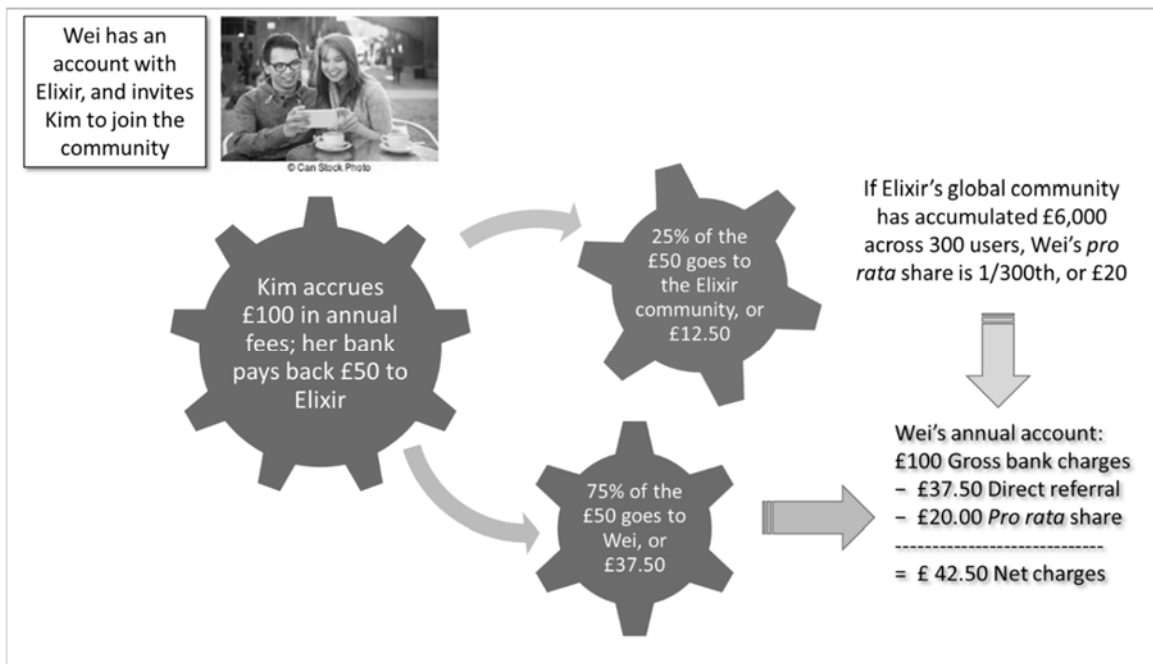 Wei has an
account with
Elixir, and invites
Kim to join the
community
© Can Stock Photo
Kim accrues
£100 in annual
fees; her bank
pays back £50 to
Elixir
25% of the
£50 goes to
the Elixir
community, or
£12.50
75% of the
£50 goes to
Wei, or
£37.50
If Elixir’s global community
has accumulated £6,000
across 300 users, Wei’s pro
rata share is 1/300th, or £20
Wei’s annual account:
£100 Gross bank charges
− £37.50 Direct referral
− £20.00 Pro rata share
----------------------------
= £ 42.50 Net charges